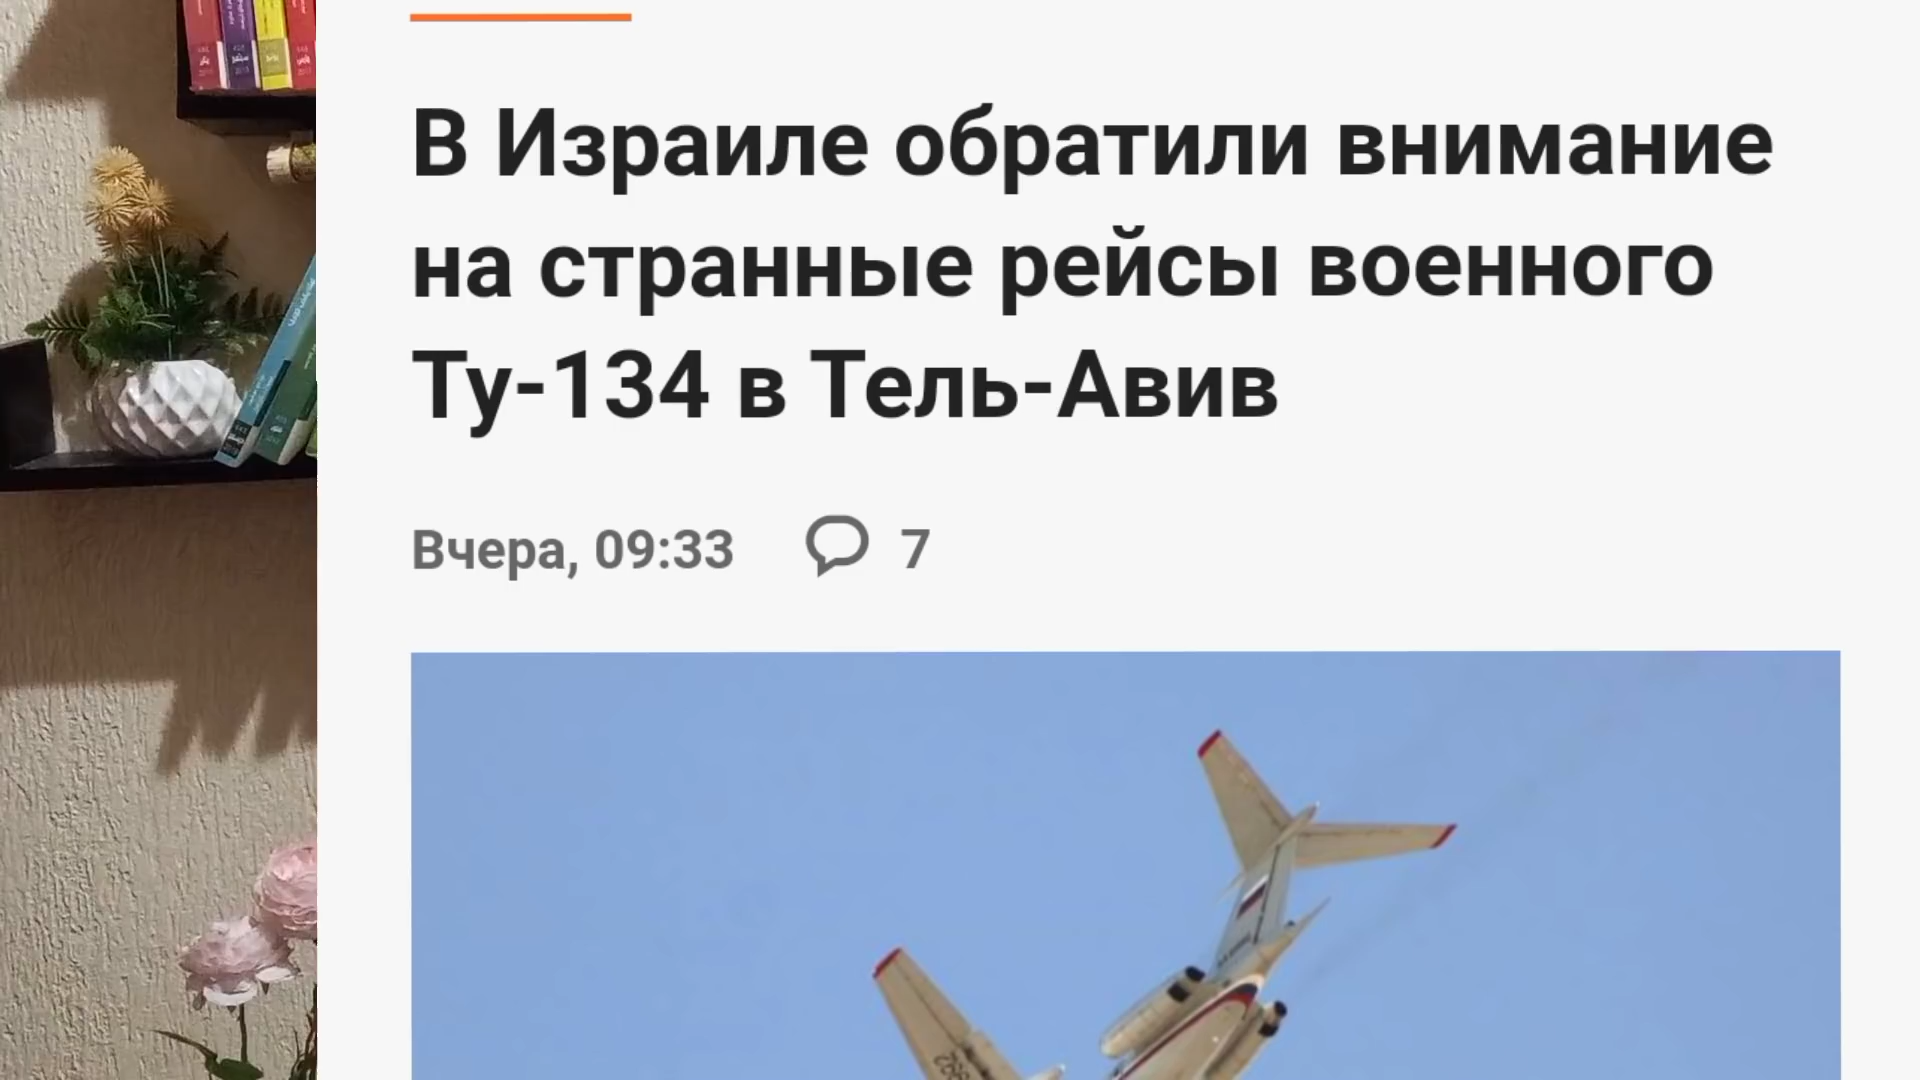 В Израиле обратили внимание
на странные рейсы военного
Ту-134 в Тель-Авив
Вчера, 09:33 7